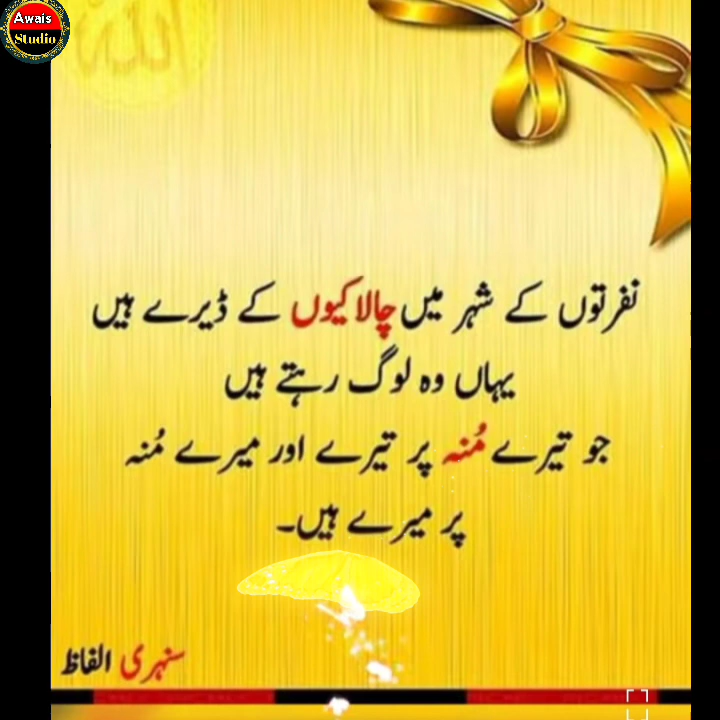 Awais
Studio
الله
نفرتوں کے شہر میں چالاکیوں کے ڈیرے ہیں
یہاں وہ لوگ رہتے ہیں
جو تیرے مُنہ پر تیرے اور میرے مُنہ
پر میرے ہیں۔
سنہری الفاظ